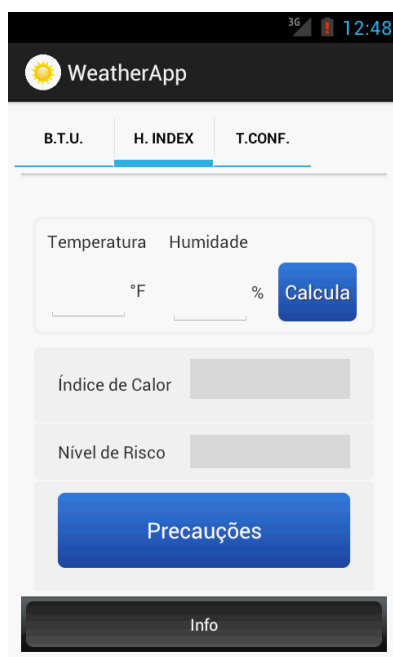 3G 12:48
WeatherApp
B.T.U. H. INDEX T.CONF.
Temperatura Humidade
°F % Calcula
Índice de Calor
Nível de Risco
Precauções
Info